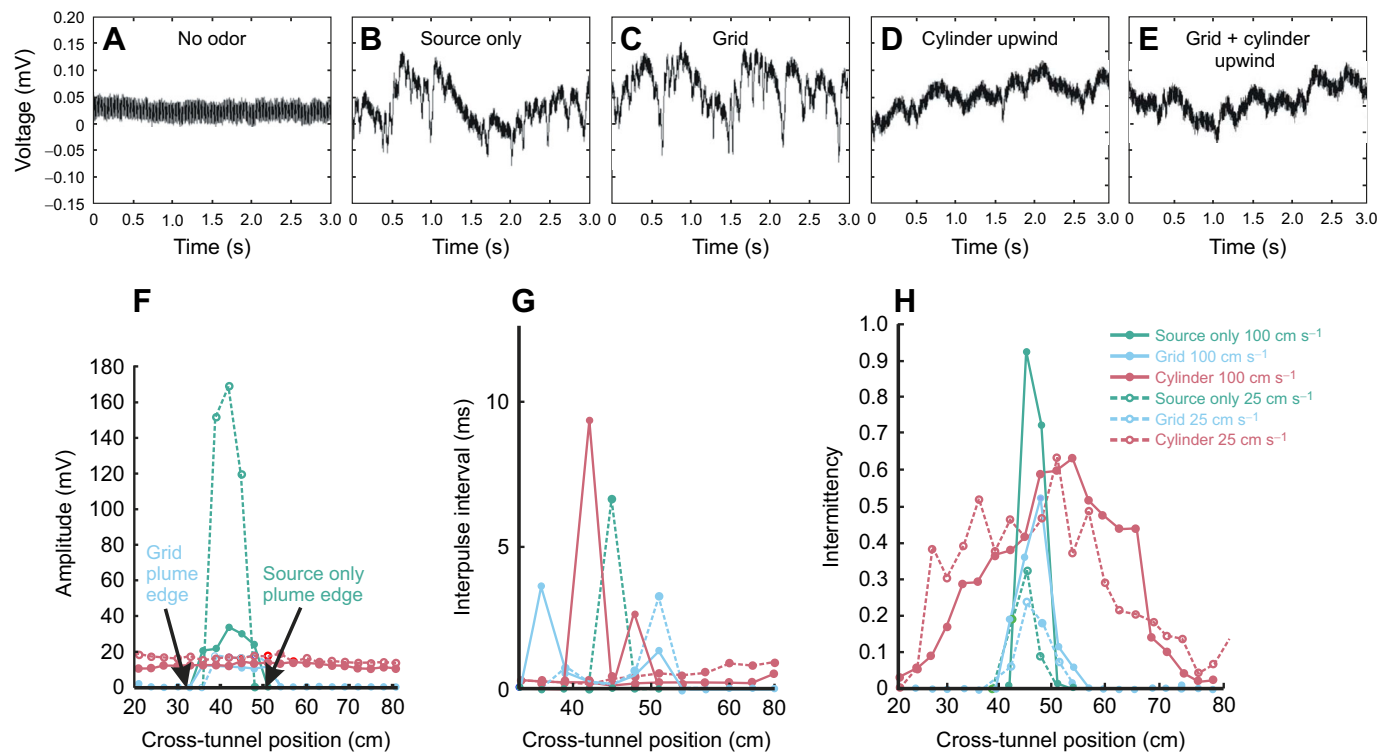 A
No odor
B
Source only
C
Grid
D
Cylinder upwind
E
Grid + cylinder
upwind
Voltage (mV)
0.20
0.15
0.10
0.05
0
–0.05
–0.10
–0.15
0 0.5 1.0 1.5 2.0 2.5 3.0
0 0.5 1.0 1.5 2.0 2.5 3.0
0 0.5 1.0 1.5 2.0 2.5 3.0
0 0.5 1.0 1.5 2.0 2.5 3.0
0 0.5 1.0 1.5 2.0 2.5 3.0
Time (s)
Time (s)
Time (s)
Time (s)
Time (s)
F
Amplitude (mV)
180
160
140
120
100
80
60
40
20
0
Grid
plume
edge
Source only
plume edge
20 30 40 50 60 70 80
Cross-tunnel position (cm)
G
Interpulse interval (ms)
10
5
0
40 50 80
Cross-tunnel position (cm)
H
Intermittency
1.0
0.9
0.8
0.7
0.6
0.5
0.4
0.3
0.2
0.1
0
20 30 40 50 60 70 80
Cross-tunnel position (cm)
Source only 100 cm s⁻¹
Grid 100 cm s⁻¹
Cylinder 100 cm s⁻¹
Source only 25 cm s⁻¹
Grid 25 cm s⁻¹
Cylinder 25 cm s⁻¹